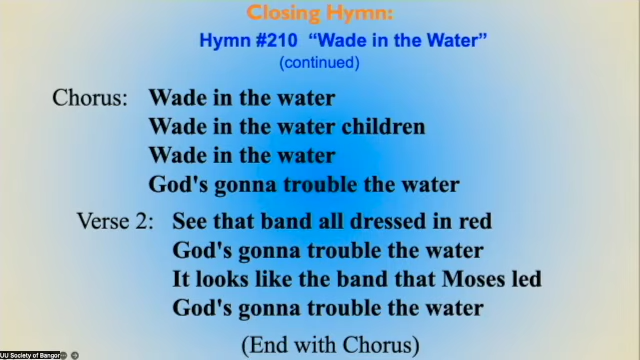 Closing Hymn:
Hymn #210 “Wade in the Water”
(continued)
Chorus: Wade in the water
Wade in the water children
Wade in the water
God's gonna trouble the water
Verse 2: See that band all dressed in red
God's gonna trouble the water
It looks like the band that Moses led
God's gonna trouble the water
(End with Chorus)
UU Society of Bangor